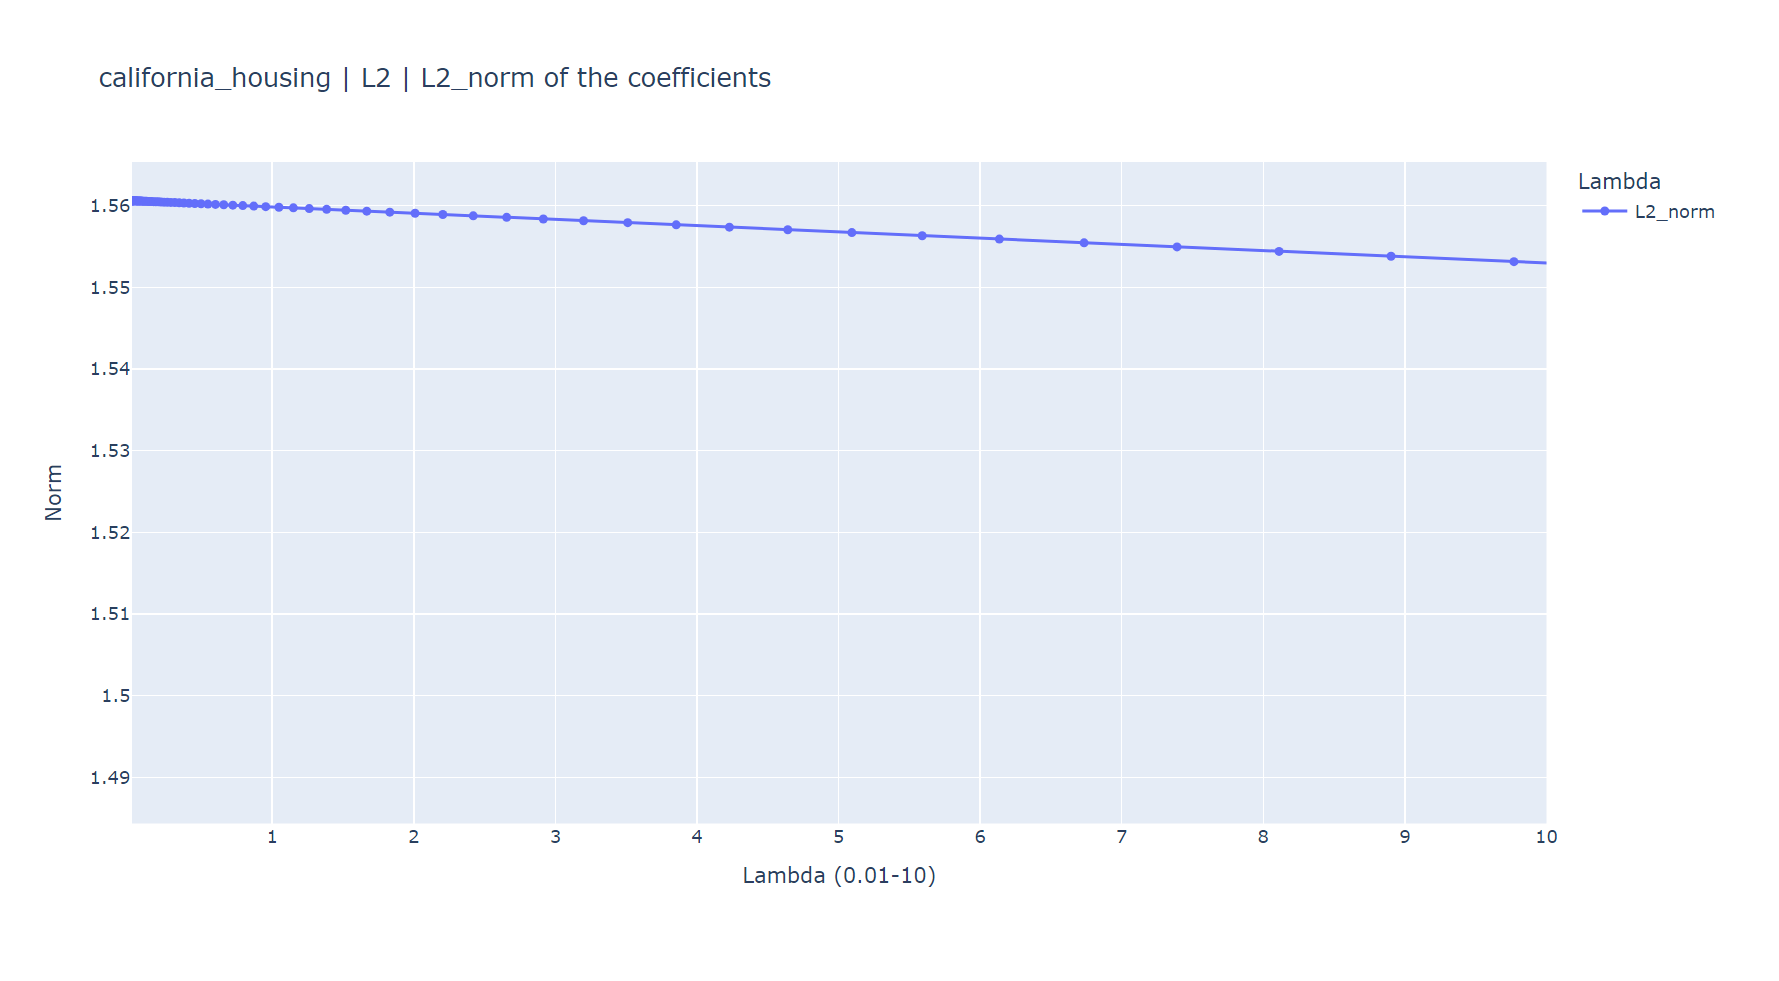 california_housing | L2 | L2_norm of the coefficients
Lambda
L2_norm
1.56
1.55
1.54
1.53
1.52
1.51
1.5
1.49
Norm
1 2 3 4 5 6 7 8 9 10
Lambda (0.01-10)